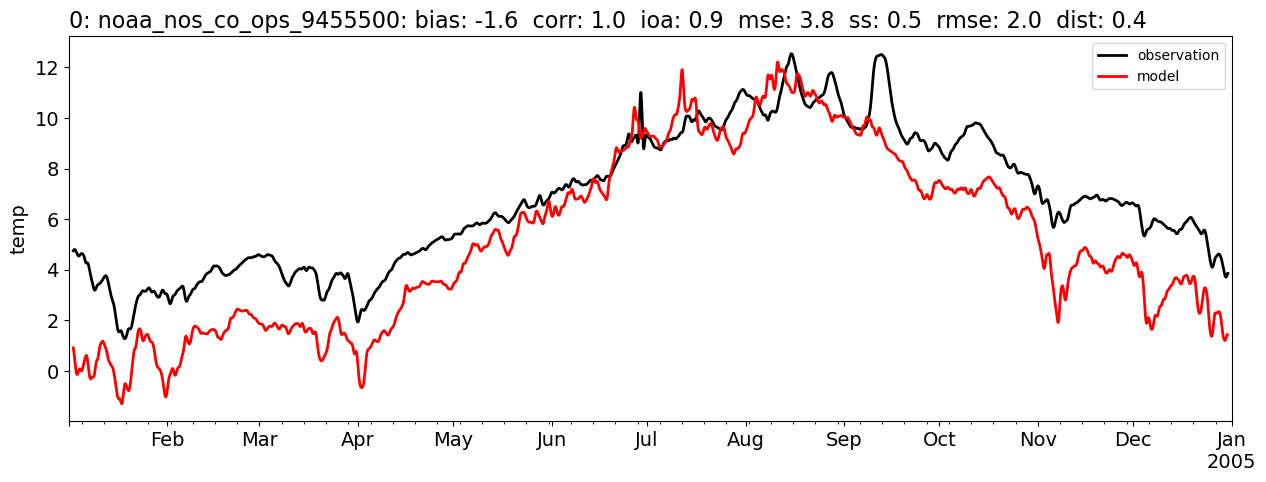 0: noaa_nos_co_ops_9455500: bias: -1.6  corr: 1.0  ioa: 0.9  mse: 3.8  ss: 0.5  rmse: 2.0  dist: 0.4
observation
model
temp
12
10
8
6
4
2
0
Feb
Mar
Apr
May
Jun
Jul
Aug
Sep
Oct
Nov
Dec
Jan
2005